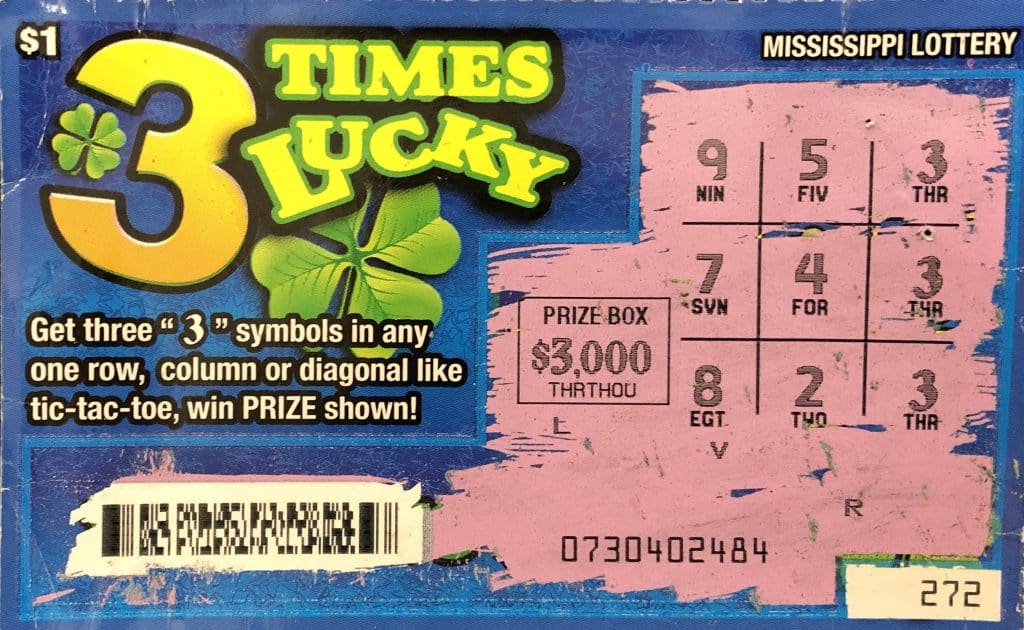 $1
3 TIMES
LUCKY
MISSISSIPPI LOTTERY
Get three “ 3 ” symbols in any
one row, column or diagonal like
tic-tac-toe, win PRIZE shown!
9 5 3
NIN FIV THR
7 4 3
SVN FOR THR
8 2 3
EGT TWO THR
PRIZE BOX
$3,000
THRTHOU
L
V
R
0730402484
272